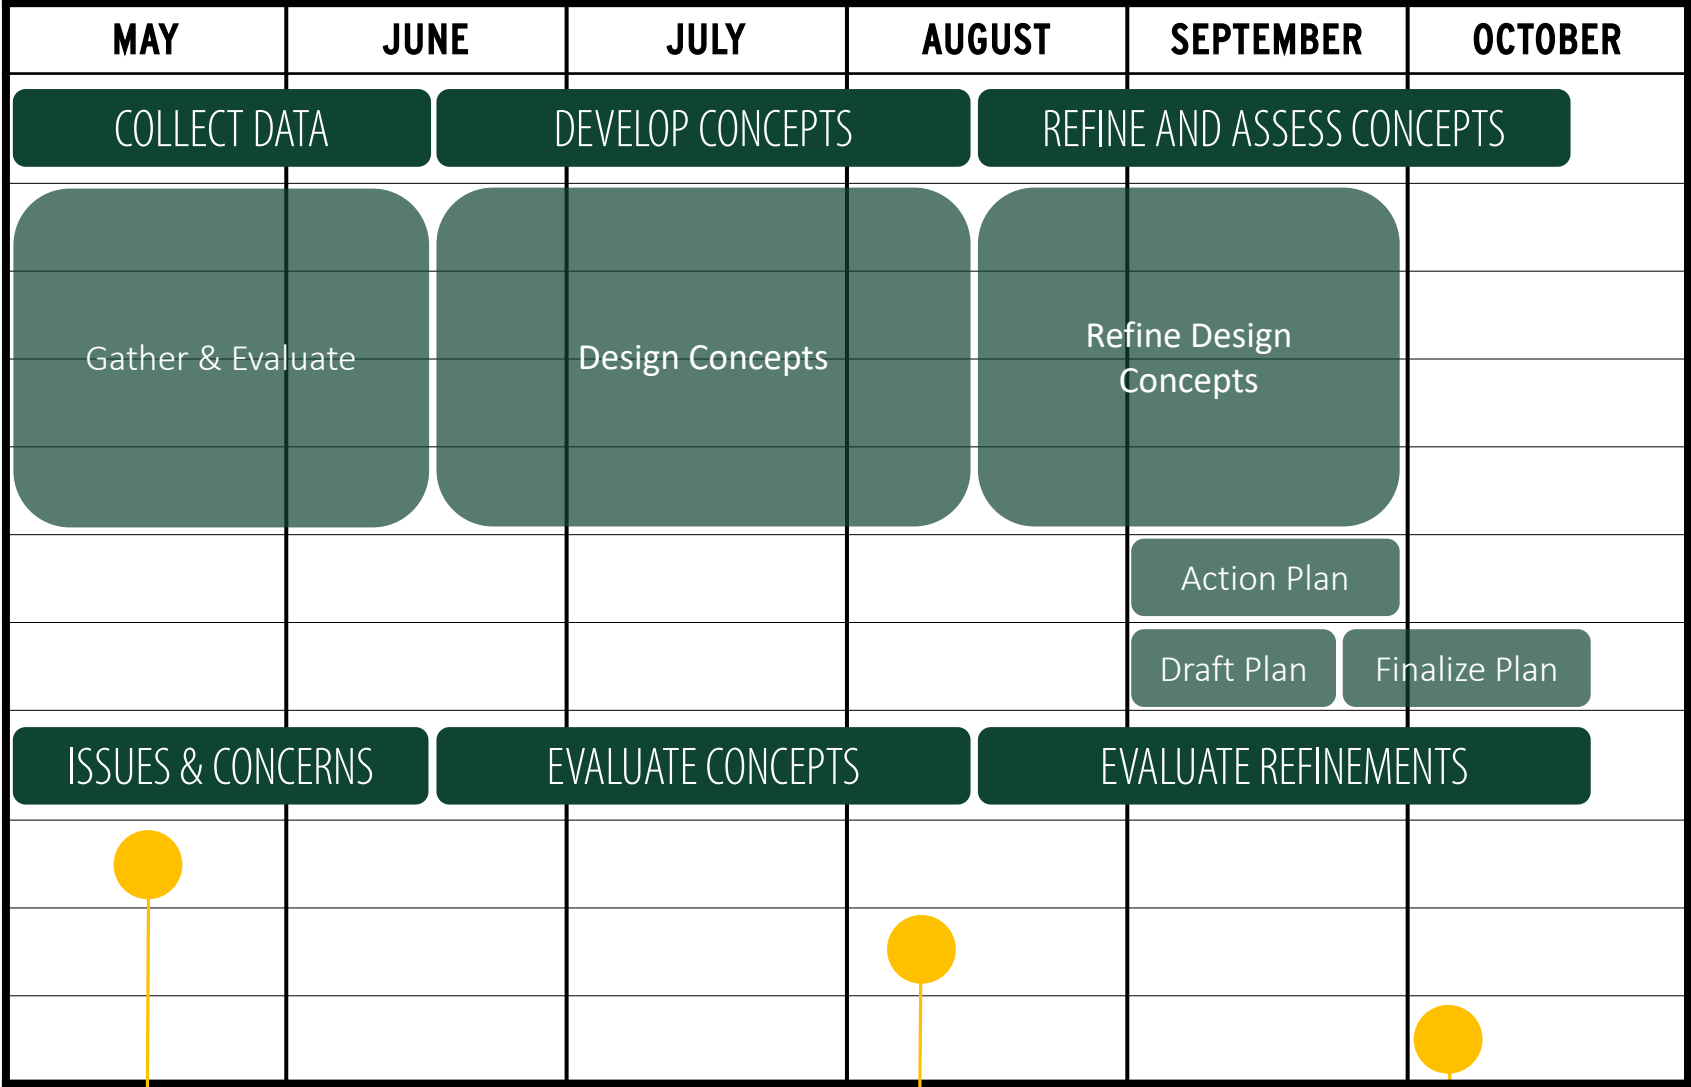 MAY JUNE JULY AUGUST SEPTEMBER OCTOBER
COLLECT DATA DEVELOP CONCEPTS REFINE AND ASSESS CONCEPTS
Gather & Evaluate
Design Concepts
Refine Design
Concepts
Action Plan
Draft Plan Finalize Plan
ISSUES & CONCERNS EVALUATE CONCEPTS EVALUATE REFINEMENTS